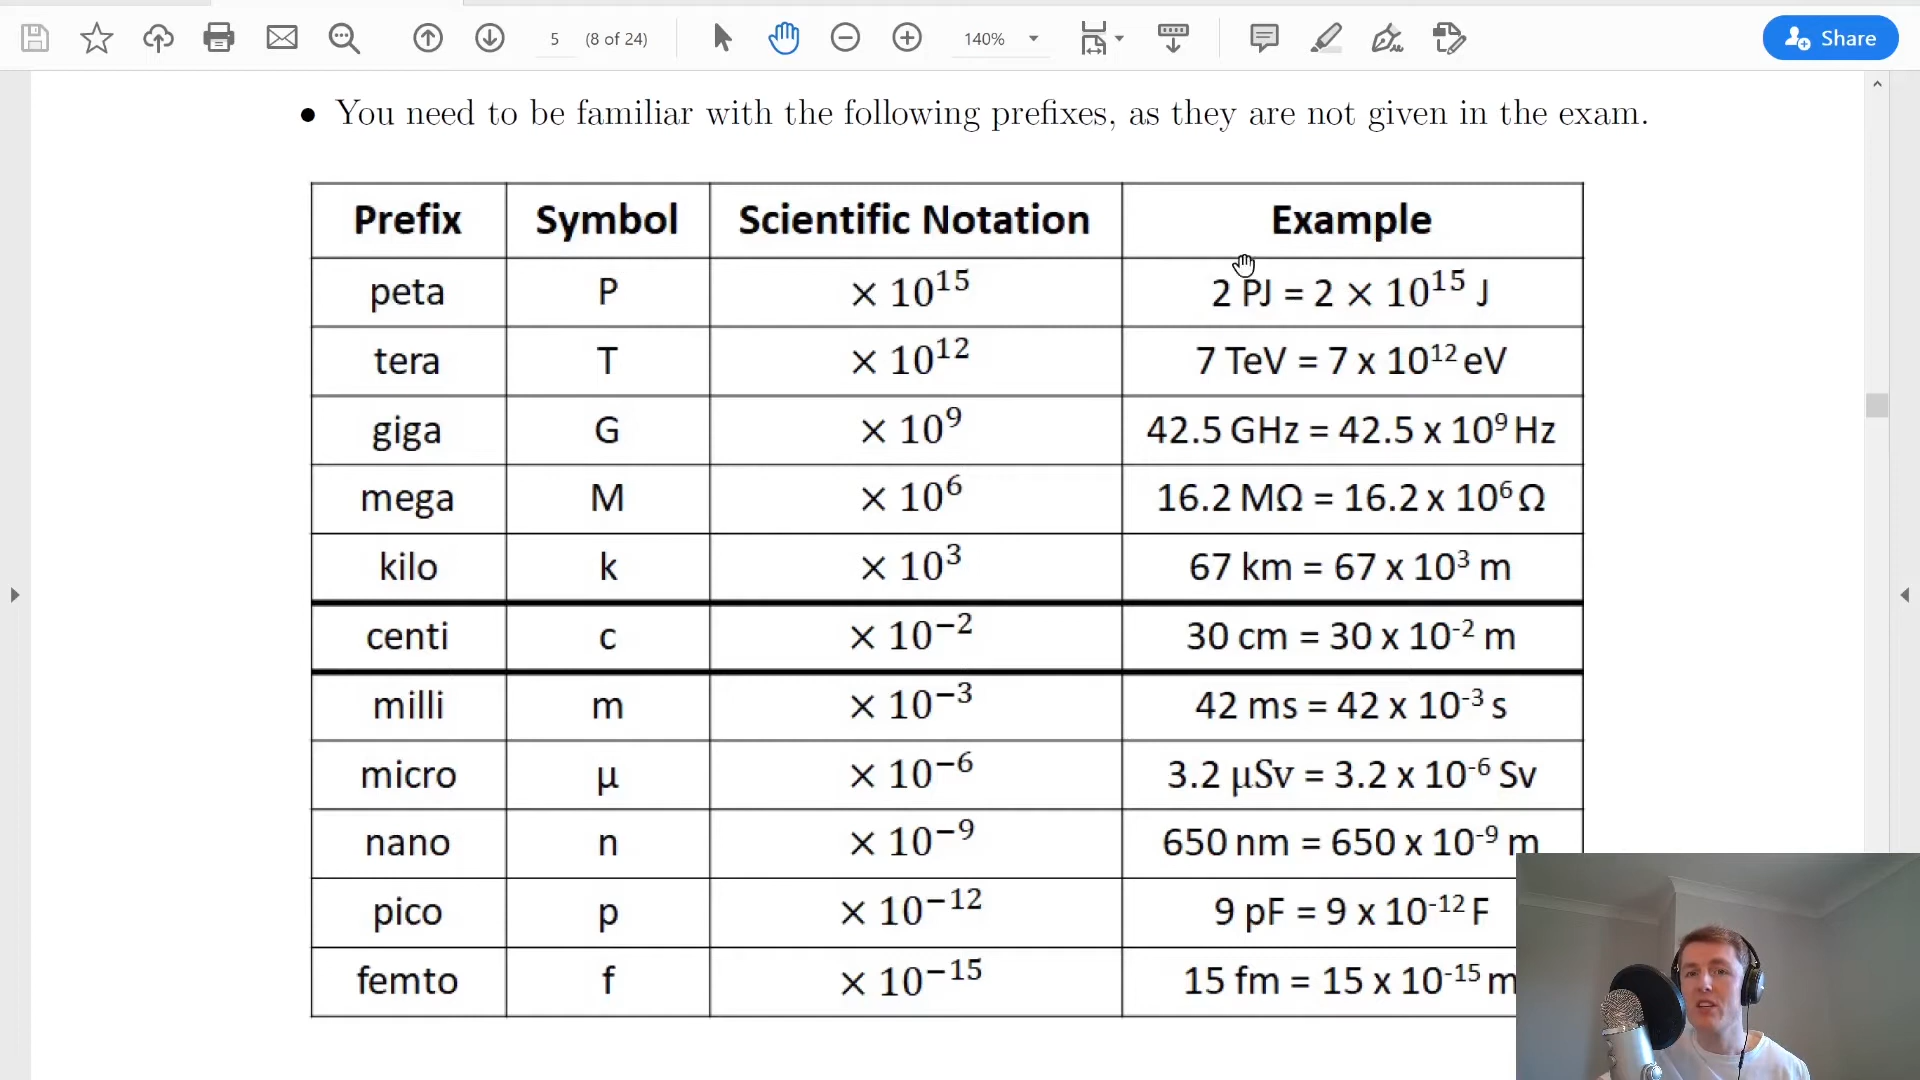 5 (8 of 24) 140% Share
• You need to be familiar with the following prefixes, as they are not given in the exam.
Prefix Symbol Scientific Notation Example
peta P × 10¹⁵ 2 PJ = 2 × 10¹⁵ J
tera T × 10¹² 7 TeV = 7 x 10¹² eV
giga G × 10⁹ 42.5 GHz = 42.5 x 10⁹ Hz
mega M × 10⁶ 16.2 MΩ = 16.2 x 10⁶ Ω
kilo k × 10³ 67 km = 67 x 10³ m
centi c × 10⁻² 30 cm = 30 x 10⁻² m
milli m × 10⁻³ 42 ms = 42 x 10⁻³ s
micro μ × 10⁻⁶ 3.2 μSv = 3.2 x 10⁻⁶ Sv
nano n × 10⁻⁹ 650 nm = 650 x 10⁻⁹ m
pico p × 10⁻¹² 9 pF = 9 x 10⁻¹² F
femto f × 10⁻¹⁵ 15 fm = 15 x 10⁻¹⁵ m